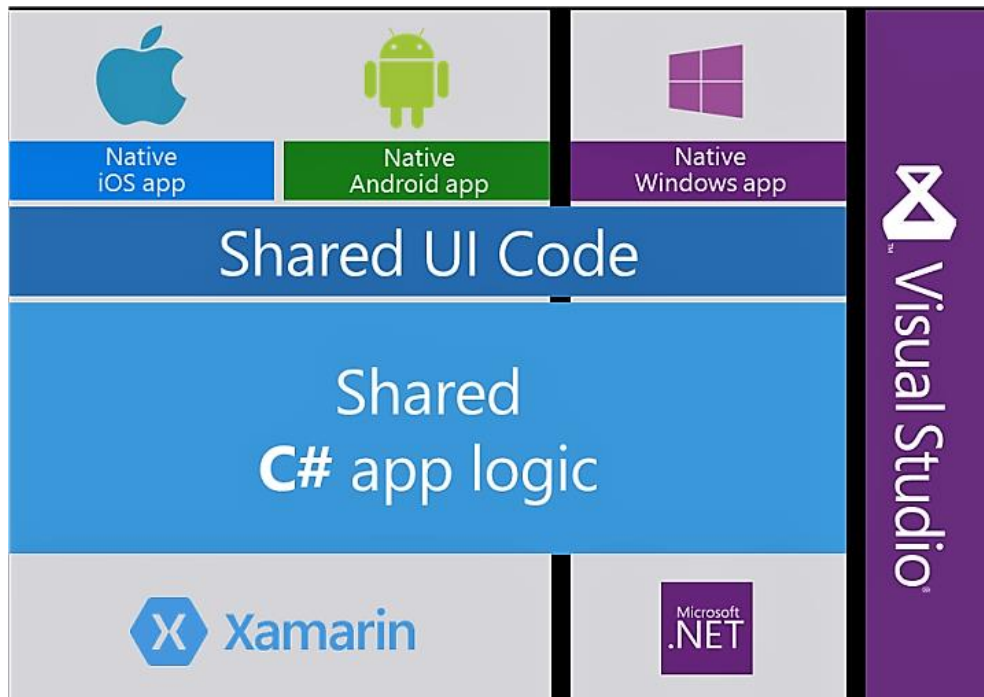 Native
iOS app
Native
Android app
Native
Windows app
Shared UI Code
Shared
C# app logic
X Xamarin
Microsoft
.NET
™ Visual Studio®